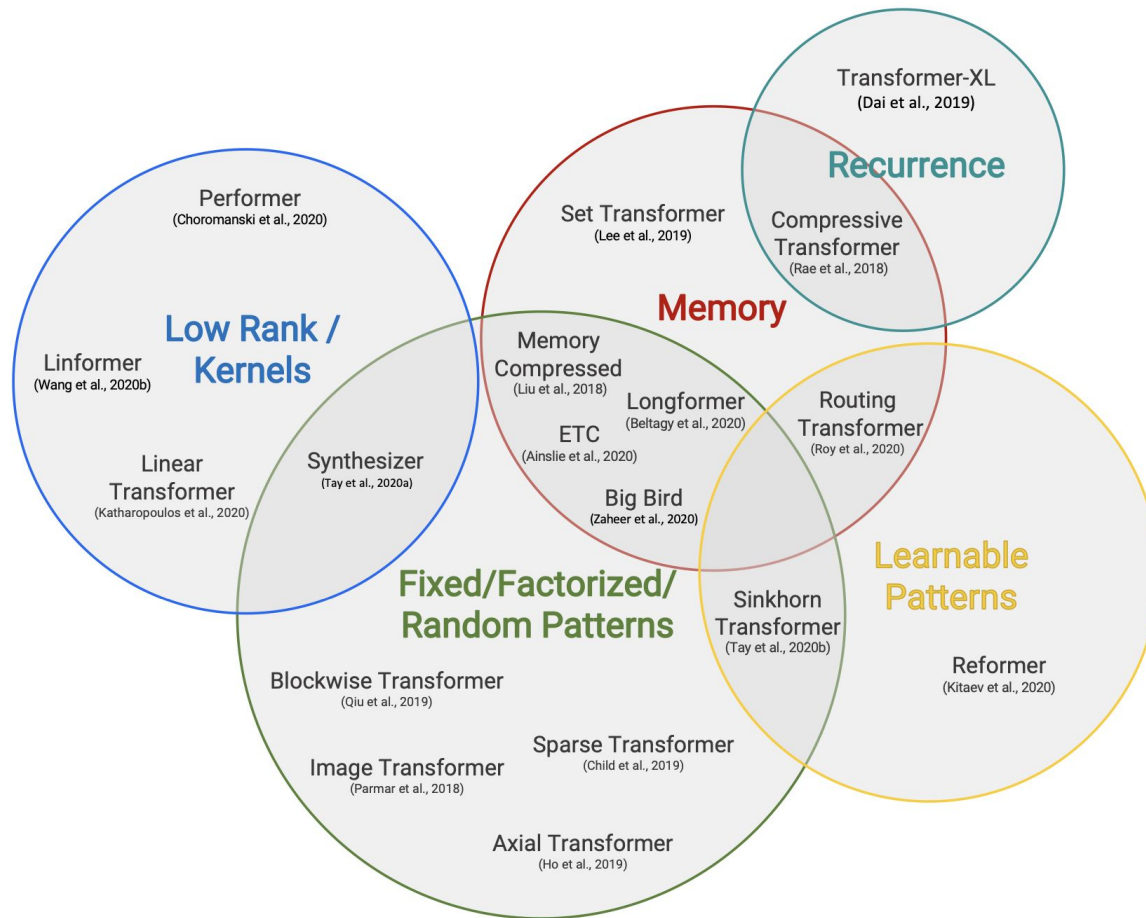 Transformer-XL
(Dai et al., 2019)
Recurrence
Compressive
Transformer
(Rae et al., 2018)
Set Transformer
(Lee et al., 2019)
Memory
Performer
(Choromanski et al., 2020)
Low Rank /
Kernels
Linformer
(Wang et al., 2020b)
Linear
Transformer
(Katharopoulos et al., 2020)
Synthesizer
(Tay et al., 2020a)
Memory
Compressed
(Liu et al., 2018)
Longformer
(Beltagy et al., 2020)
ETC
(Ainslie et al., 2020)
Big Bird
(Zaheer et al., 2020)
Routing
Transformer
(Roy et al., 2020)
Learnable
Patterns
Fixed/Factorized/
Random Patterns
Sinkhorn
Transformer
(Tay et al., 2020b)
Reformer
(Kitaev et al., 2020)
Blockwise Transformer
(Qiu et al., 2019)
Sparse Transformer
(Child et al., 2019)
Image Transformer
(Parmar et al., 2018)
Axial Transformer
(Ho et al., 2019)